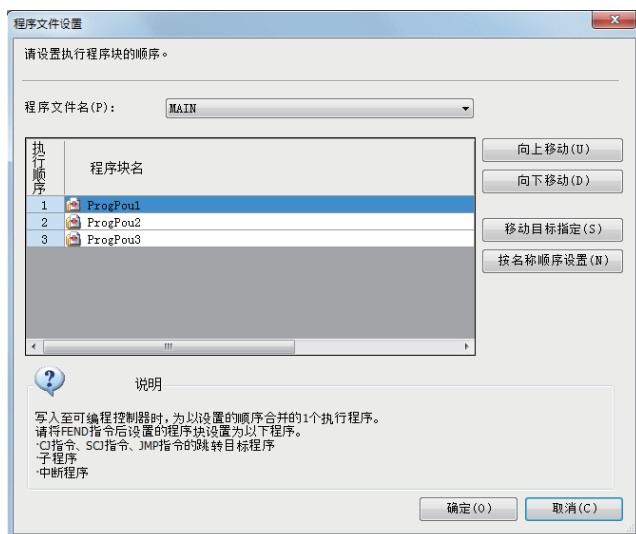 程序文件设置
请设置执行程序块的顺序。
程序文件名(P): MAIN
执行顺序 程序块名
1 ProgPou1
2 ProgPou2
3 ProgPou3
向上移动(U)
向下移动(D)
移动目标指定(S)
按名称顺序设置(N)
说明
写入至可编程控制器时，为以设置的顺序合并的1个执行程序。
请将FEND指令后设置的程序块设置为以下程序。
·CJ指令、SCJ指令、JMP指令的跳转目标程序
·子程序
·中断程序
确定(O) 取消(C)